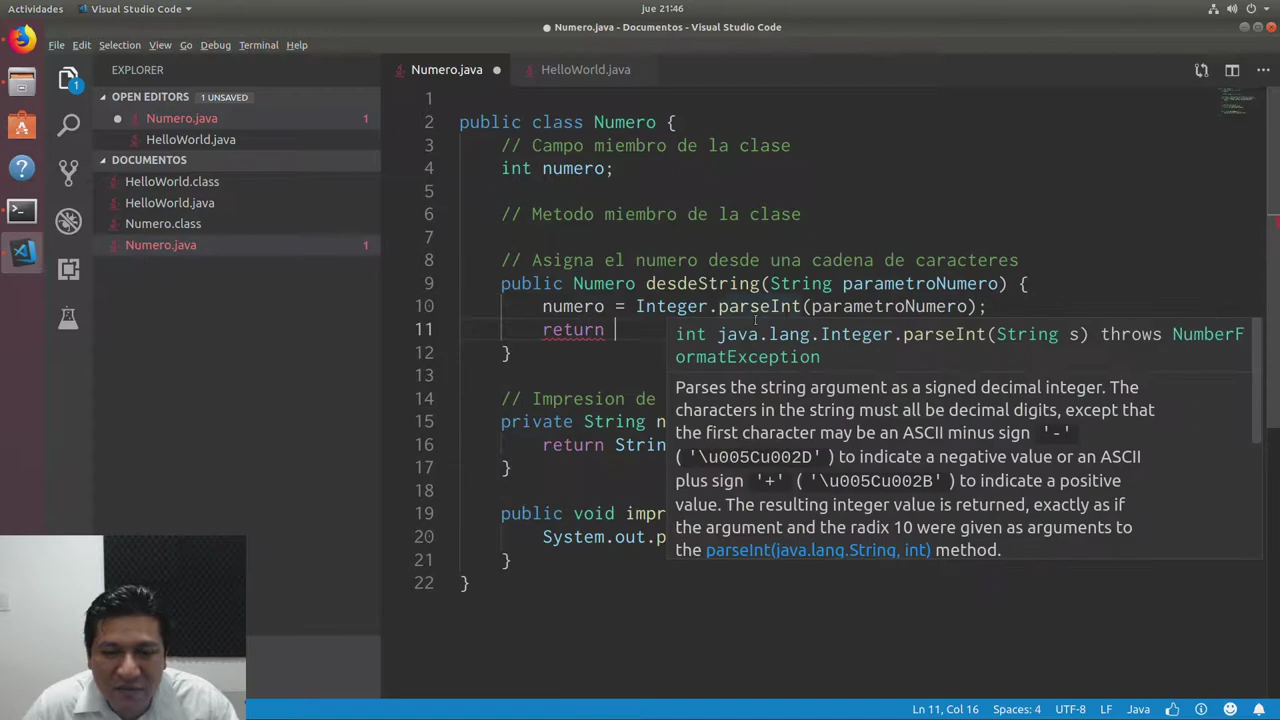 Actividades
Visual Studio Code
jue 21:46
Numero.java - Documentos - Visual Studio Code
File Edit Selection View Go Debug Terminal Help
EXPLORER
OPEN EDITORS 1 UNSAVED
Numero.java 1
HelloWorld.java
DOCUMENTOS
HelloWorld.class
HelloWorld.java
Numero.class
Numero.java 1
1
Numero.java
HelloWorld.java
1
2 public class Numero {
3 // Campo miembro de la clase
4 int numero;
5
6 // Metodo miembro de la clase
7
8 // Asigna el numero desde una cadena de caracteres
9 public Numero desdeString(String parametroNumero) {
10 numero = Integer.parseInt(parametroNumero);
11 return
12 }
13
14 // Impresion de
15 private String n
16 return Strin
17 }
18
19 public void impr
20 System.out.p
21 }
22 }
int java.lang.Integer.parseInt(String s) throws NumberF
ormatException
Parses the string argument as a signed decimal integer. The
characters in the string must all be decimal digits, except that
the first character may be an ASCII minus sign '-'
( '\u005Cu002D' ) to indicate a negative value or an ASCII
plus sign '+' ( '\u005Cu002B' ) to indicate a positive
value. The resulting integer value is returned, exactly as if
the argument and the radix 10 were given as arguments to
the parseInt(java.lang.String, int) method.
Ln 11, Col 16 Spaces: 4 UTF-8 LF Java